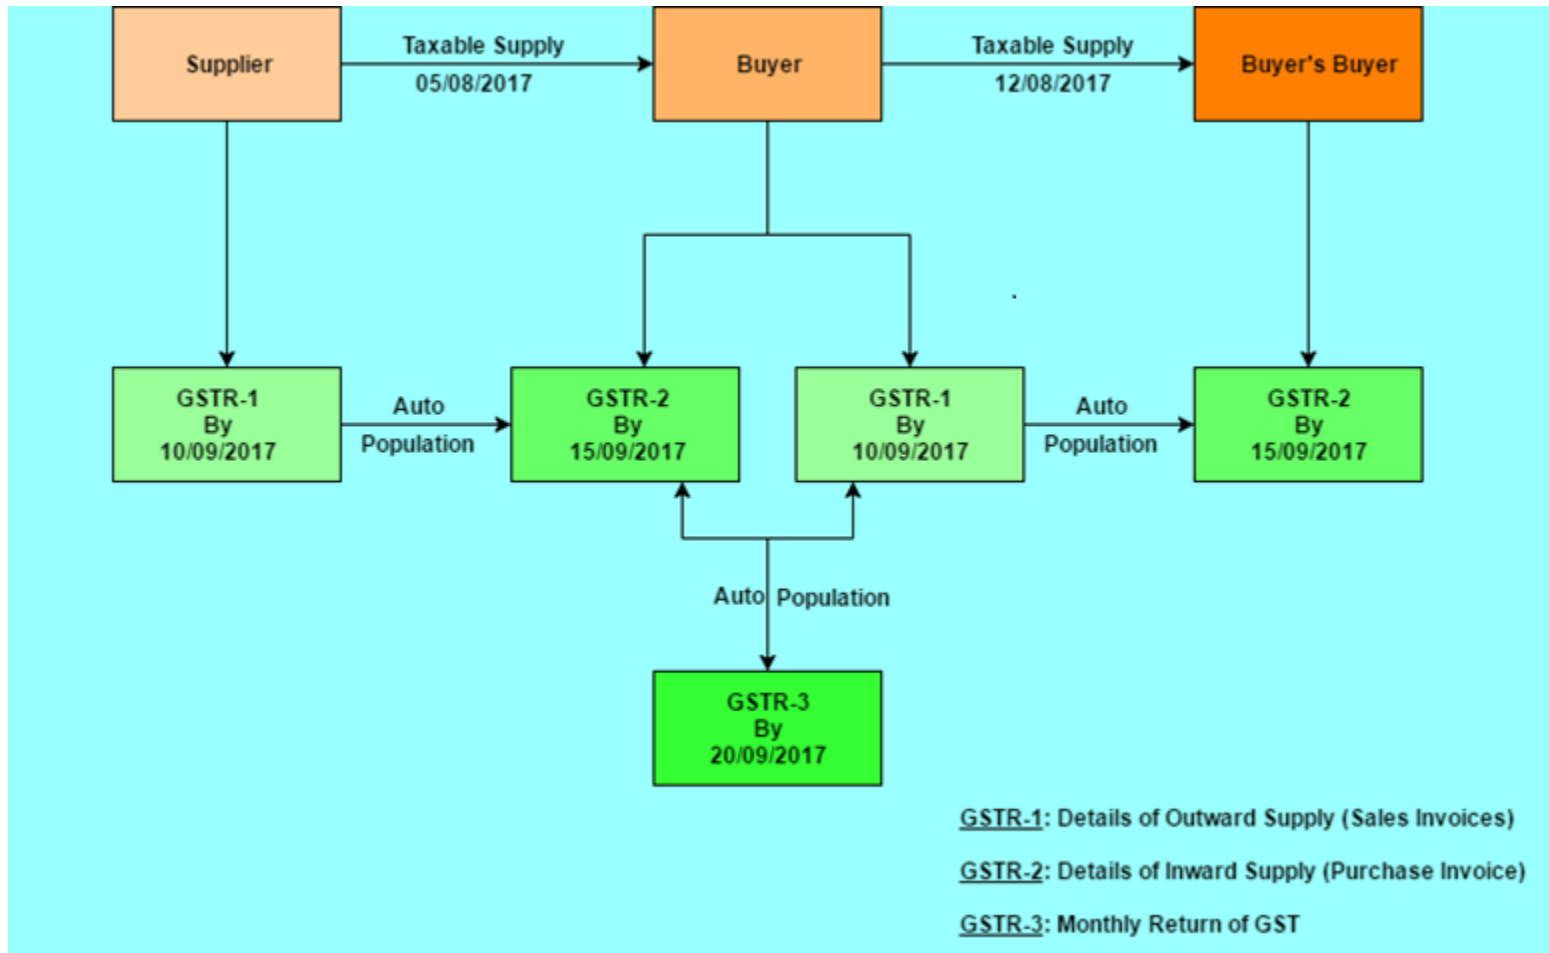 Supplier
Taxable Supply
05/08/2017
Buyer
Taxable Supply
12/08/2017
Buyer's Buyer
GSTR-1
By
10/09/2017
Auto
Population
GSTR-2
By
15/09/2017
GSTR-1
By
10/09/2017
Auto
Population
GSTR-2
By
15/09/2017
Auto Population
GSTR-3
By
20/09/2017
GSTR-1: Details of Outward Supply (Sales Invoices)
GSTR-2: Details of Inward Supply (Purchase Invoice)
GSTR-3: Monthly Return of GST